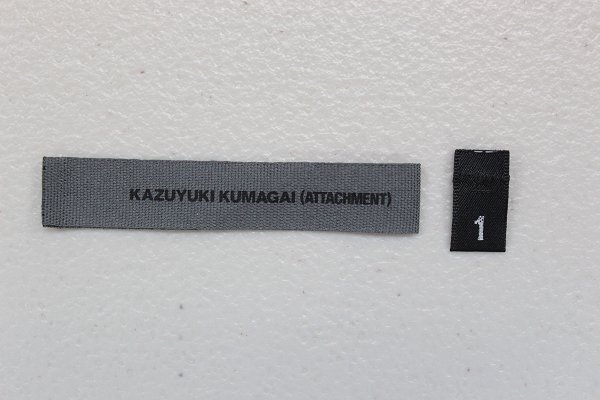 KAZUYUKI KUMAGAI (ATTACHMENT)
1